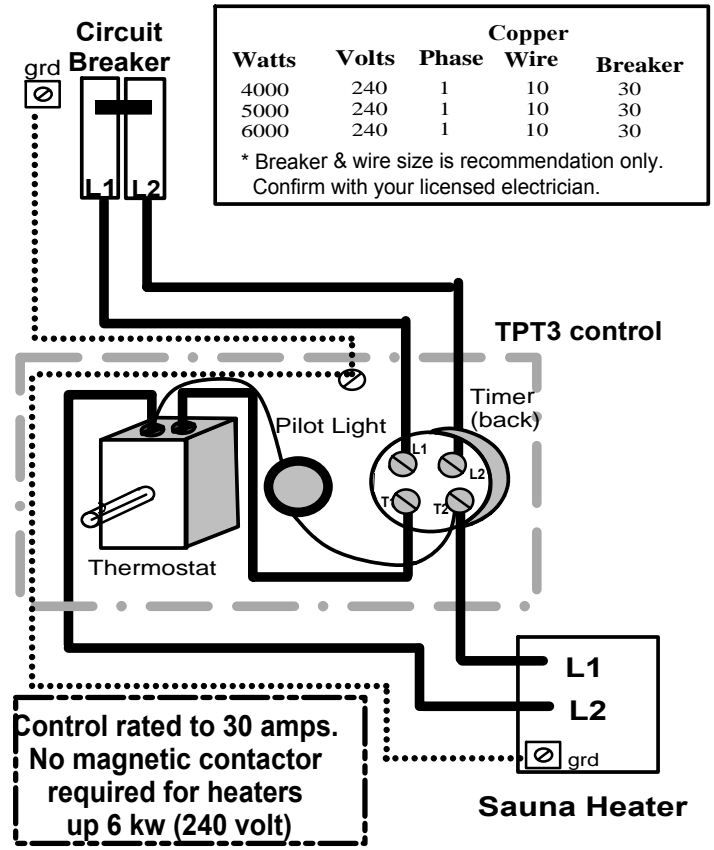 Circuit
Breaker
grd
L1 L2
Copper
Watts Volts Phase Wire Breaker
4000 240 1 10 30
5000 240 1 10 30
6000 240 1 10 30
* Breaker & wire size is recommendation only.
Confirm with your licensed electrician.
TPT3 control
Timer
(back)
Pilot Light
L1
L2
T1
T2
Thermostat
L1
L2
grd
Sauna Heater
Control rated to 30 amps.
No magnetic contactor
required for heaters
up 6 kw (240 volt)